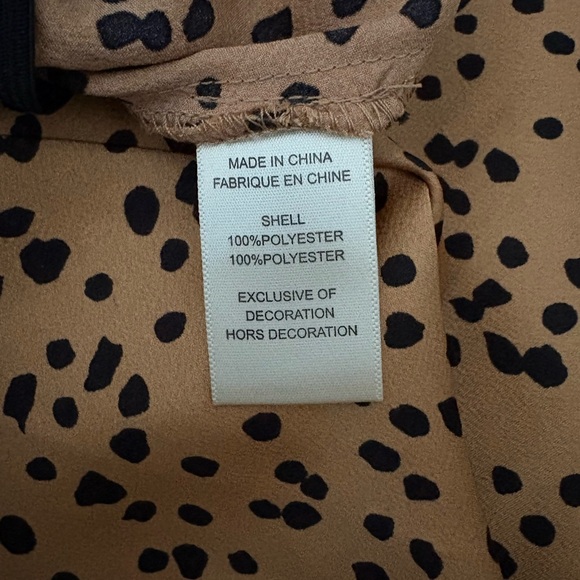 MADE IN CHINA
FABRIQUE EN CHINE
SHELL
100%POLYESTER
100%POLYESTER
EXCLUSIVE OF
DECORATION
HORS DECORATION